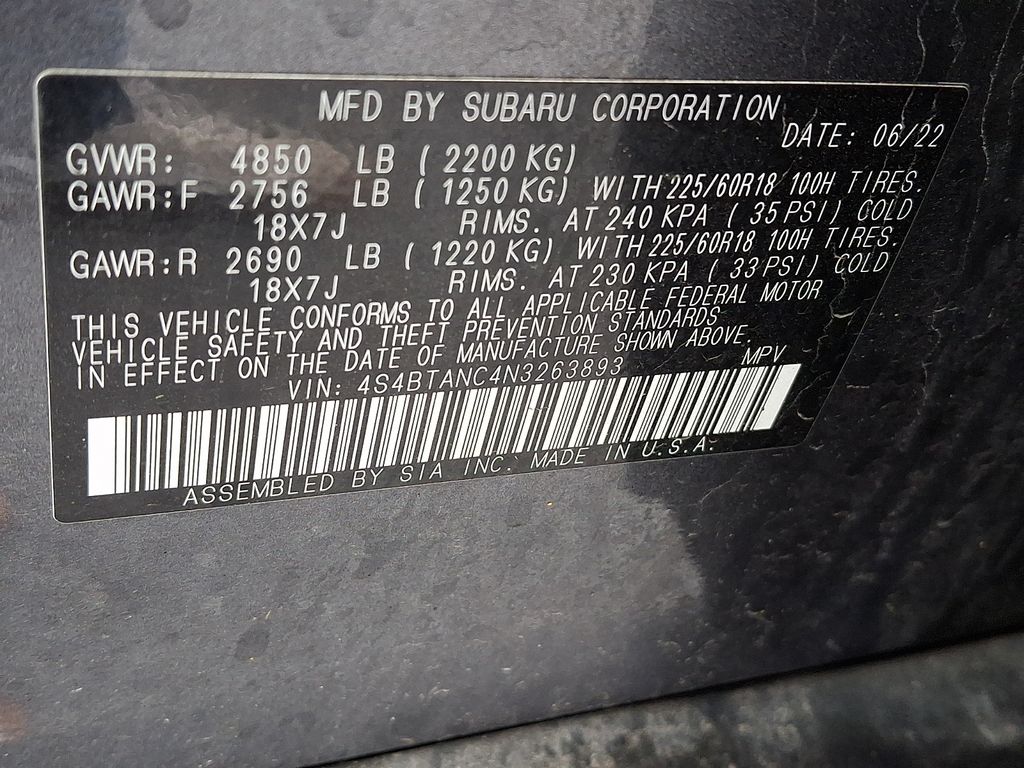 MFD BY SUBARU CORPORATION
DATE: 06/22
GVWR: 4850 LB (2200 KG)
GAWR:F 2756 LB (1250 KG) WITH 225/60R18 100H TIRES.
18X7J RIMS. AT 240 KPA (35 PSI) COLD
GAWR:R 2690 LB (1220 KG) WITH 225/60R18 100H TIRES.
18X7J RIMS. AT 230 KPA (33 PSI) COLD
THIS VEHICLE CONFORMS TO ALL APPLICABLE FEDERAL MOTOR
VEHICLE SAFETY AND THEFT PREVENTION STANDARDS
IN EFFECT ON THE DATE OF MANUFACTURE SHOWN ABOVE.
VIN: 4S4BTANC4N3263893 MPV
ASSEMBLED BY SIA INC. MADE IN U.S.A.